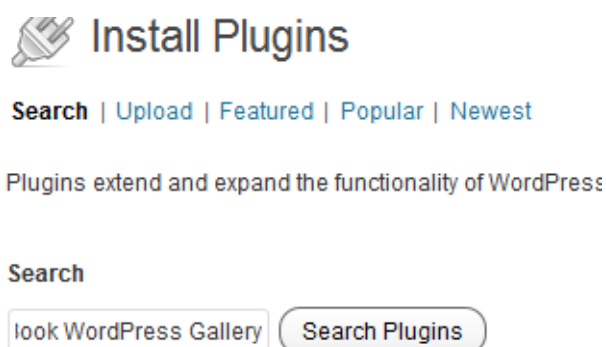 Install Plugins
Search | Upload | Featured | Popular | Newest
Plugins extend and expand the functionality of WordPress
Search
WordPress Gallery Search Plugins